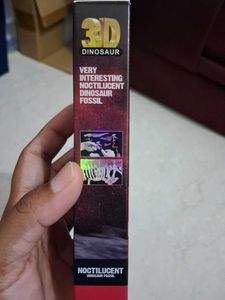 3D
DINOSAUR
VERY
INTERESTING
NOCTILUCENT
DINOSAUR
FOSSIL
NOCTILUCENT
DINOSAUR FOSSIL